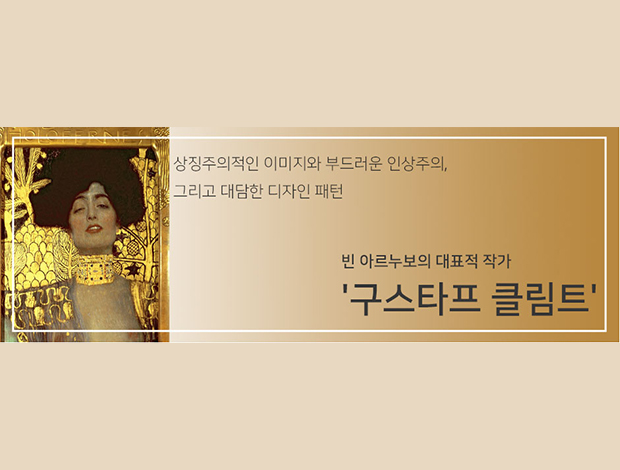 상징주의적인 이미지와 부드러운 인상주의,
그리고 대담한 디자인 패턴
빈 아르누보의 대표적 작가
'구스타프 클림트'